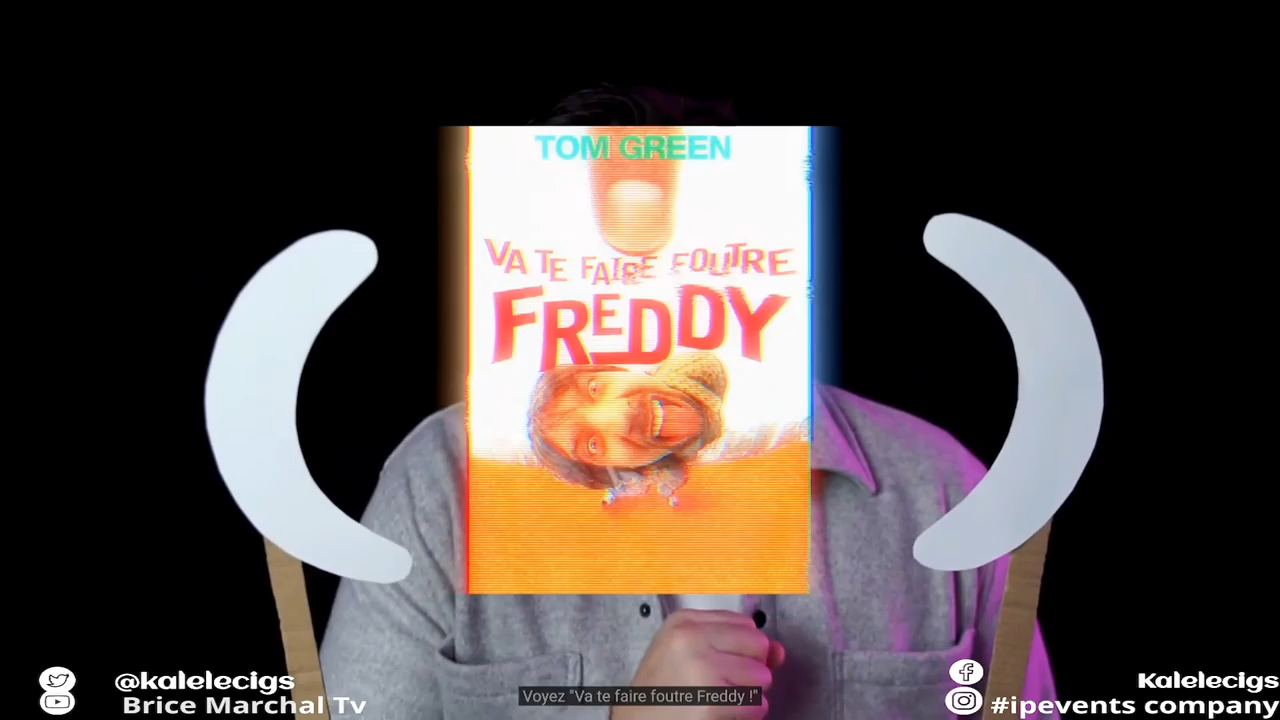 TOM GREEN
VA TE FAIRE FOUTRE
FREDDY
Voyez "Va te faire foutre Freddy !"
@kalelecigs
Brice Marchal Tv
Kalelecigs
#ipevents company